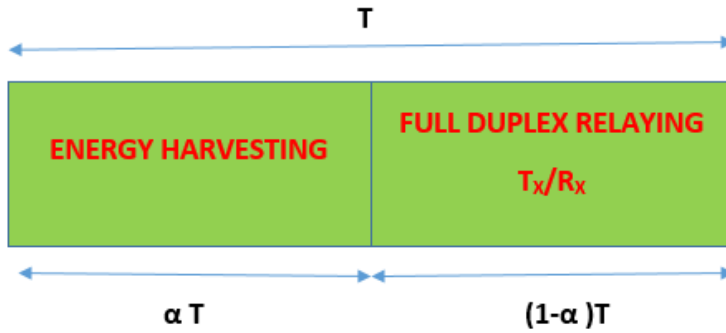 T
ENERGY HARVESTING
FULL DUPLEX RELAYING
TX/RX
α T
(1-α )T